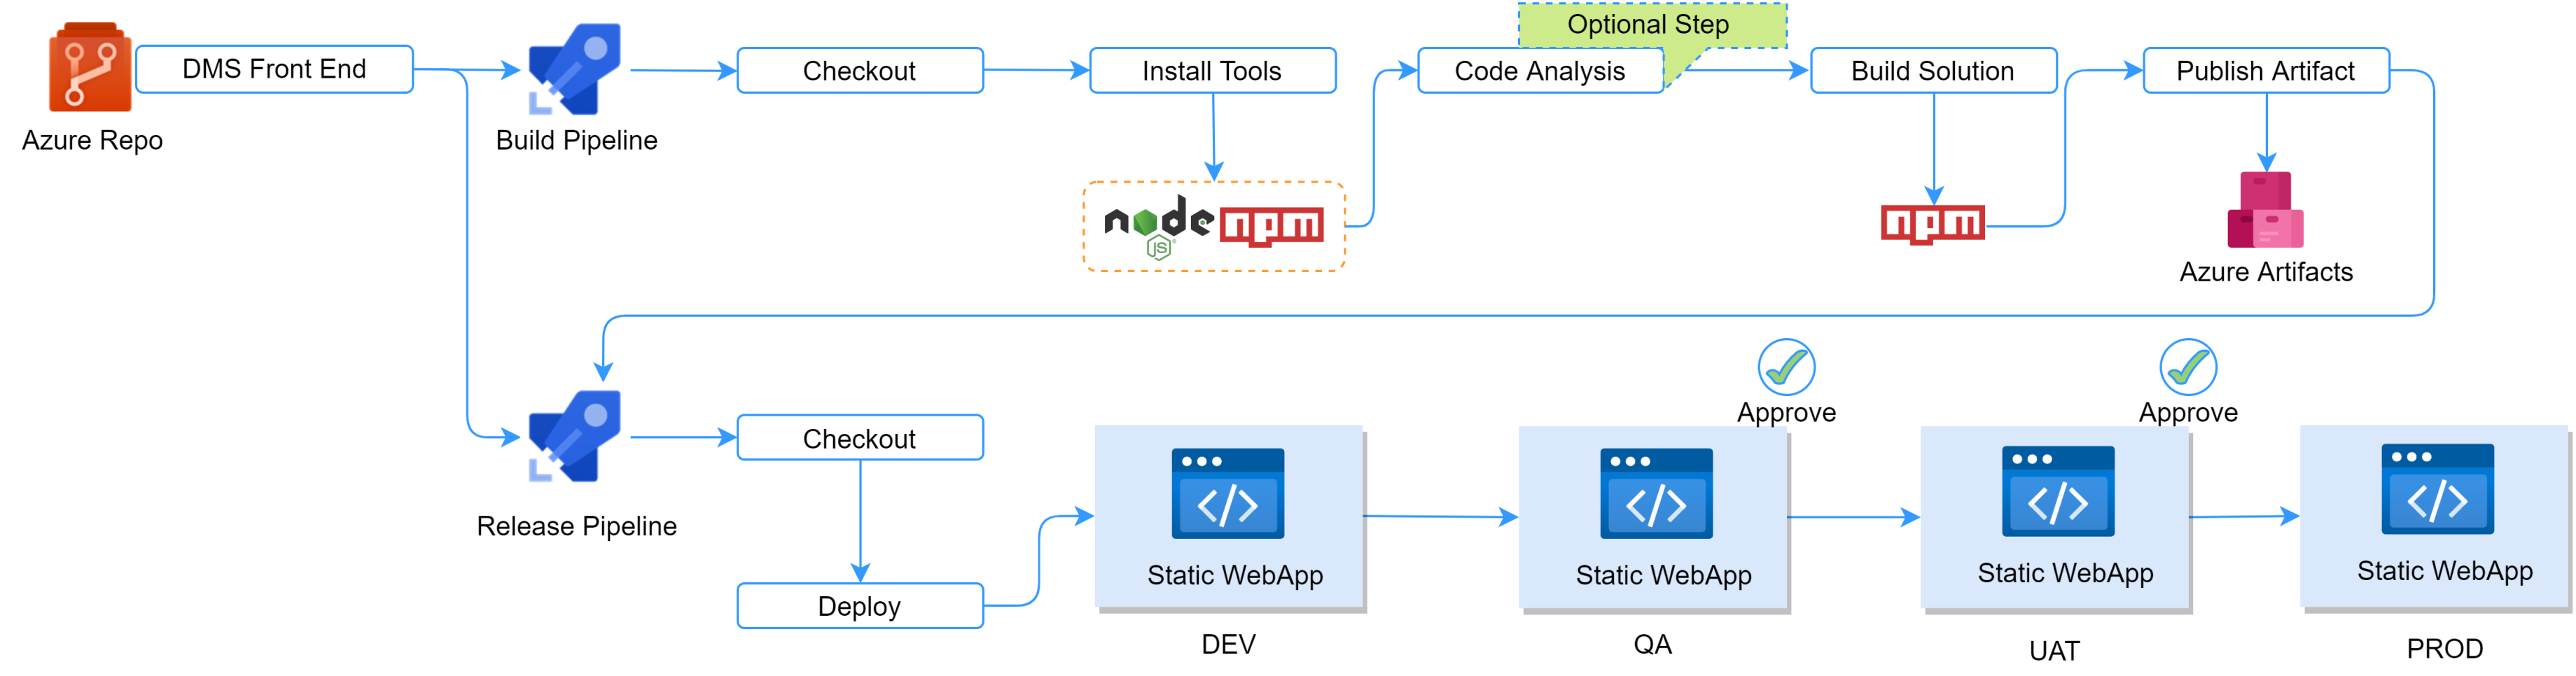 Optional Step
DMS Front End
Checkout
Install Tools
Code Analysis
Build Solution
Publish Artifact
Azure Repo
Build Pipeline
node
JS
npm
npm
Azure Artifacts
Approve
Approve
Checkout
Release Pipeline
Static WebApp
Static WebApp
Static WebApp
Static WebApp
Deploy
DEV
QA
UAT
PROD